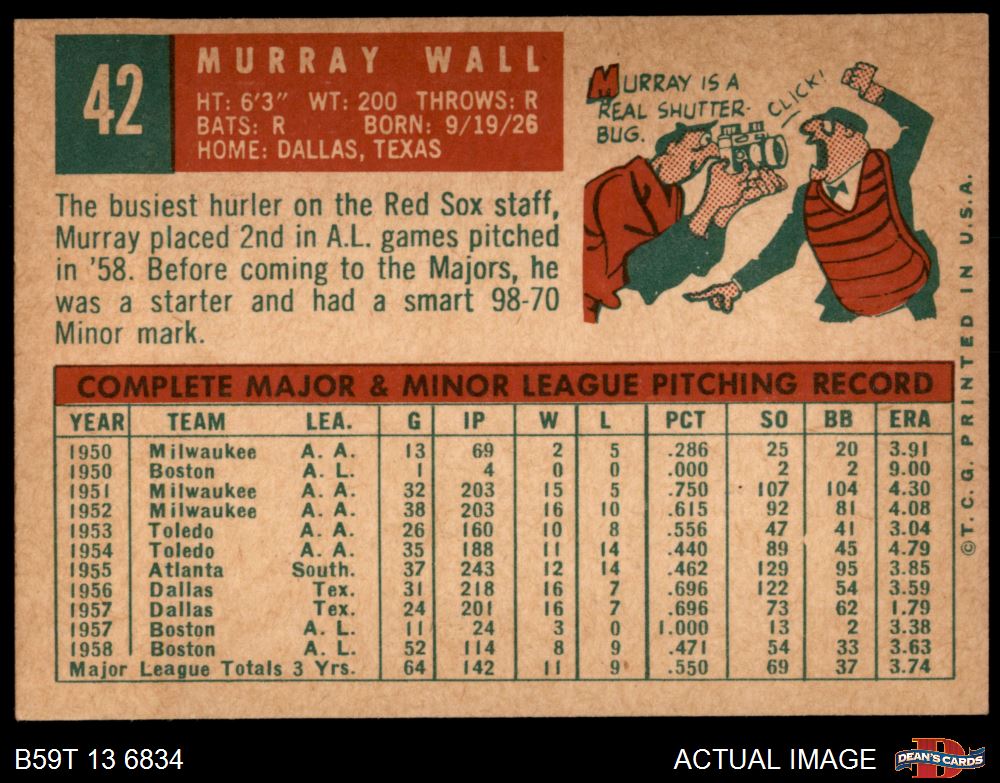 42
MURRAY WALL
HT: 6'3" WT: 200 THROWS: R
BATS: R BORN: 9/19/26
HOME: DALLAS, TEXAS
MURRAY IS A
REAL SHUTTER-
BUG.
CLICK!
The busiest hurler on the Red Sox staff,
Murray placed 2nd in A.L. games pitched
in '58. Before coming to the Majors, he
was a starter and had a smart 98-70
Minor mark.
COMPLETE MAJOR & MINOR LEAGUE PITCHING RECORD
YEAR TEAM LEA. G IP W L PCT SO BB ERA
1950 Milwaukee A. A. 13 69 2 5 .286 25 20 3.91
1950 Boston A. L. 1 4 0 0 .000 2 2 9.00
1951 Milwaukee A. A. 32 203 15 5 .750 107 104 4.30
1952 Milwaukee A. A. 38 203 16 10 .615 92 81 4.08
1953 Toledo A. A. 26 160 10 8 .556 47 41 3.04
1954 Toledo A. A. 35 188 11 14 .440 89 45 4.79
1955 Atlanta South. 37 243 12 14 .462 129 95 3.85
1956 Dallas Tex. 31 218 16 7 .696 122 54 3.59
1957 Dallas Tex. 24 201 16 7 .696 73 62 1.79
1957 Boston A. L. 11 24 3 0 1.000 13 2 3.38
1958 Boston A. L. 52 114 8 9 .471 54 33 3.63
Major League Totals 3 Yrs. 64 142 11 9 .550 69 37 3.74
©T. C. G. PRINTED IN U.S.A.
B59T 13 6834
ACTUAL IMAGE
D
DEAN'S CARDS